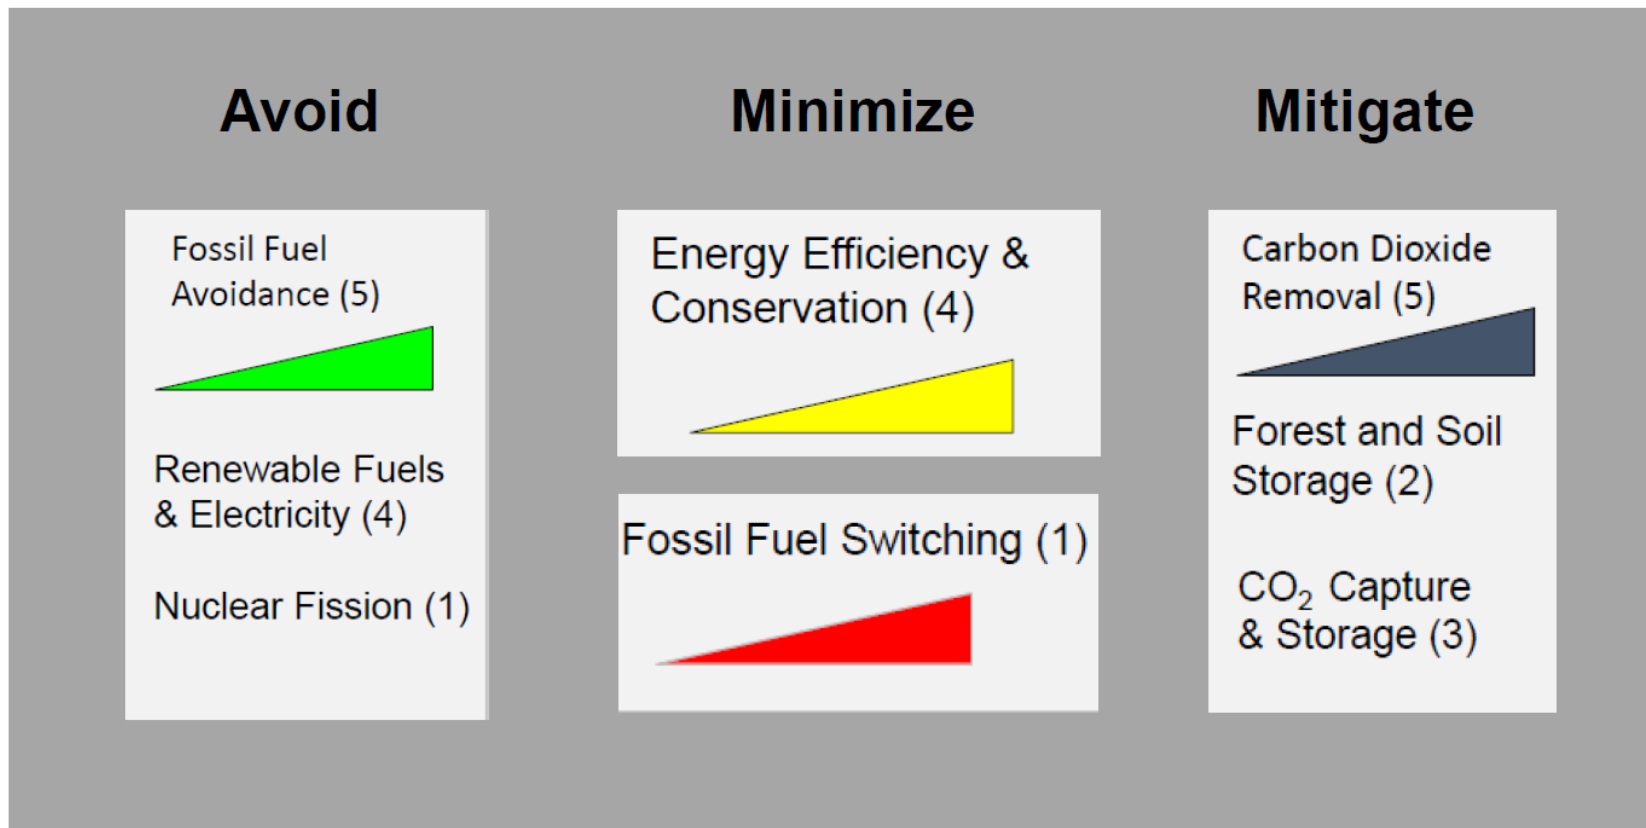 Avoid
Fossil Fuel
Avoidance (5)
Renewable Fuels
& Electricity (4)
Nuclear Fission (1)
Minimize
Energy Efficiency &
Conservation (4)
Fossil Fuel Switching (1)
Mitigate
Carbon Dioxide
Removal (5)
Forest and Soil
Storage (2)
CO₂ Capture
& Storage (3)